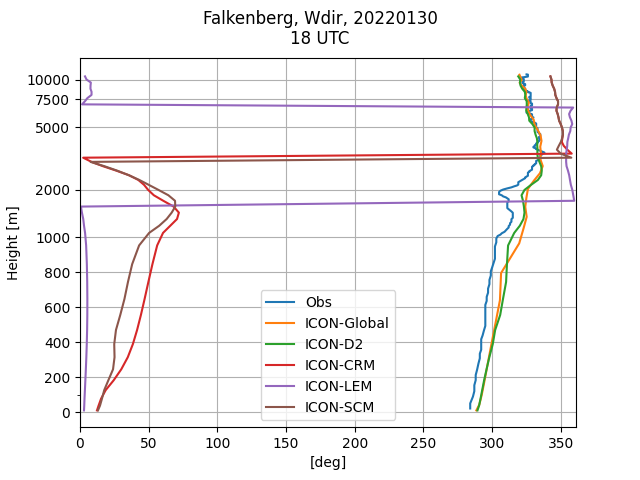 Falkenberg, Wdir, 20220130
18 UTC
10000
7500
5000
2000
1000
800
600
400
200
0
Height [m]
Obs
ICON-Global
ICON-D2
ICON-CRM
ICON-LEM
ICON-SCM
0 50 100 150 200 250 300 350
[deg]